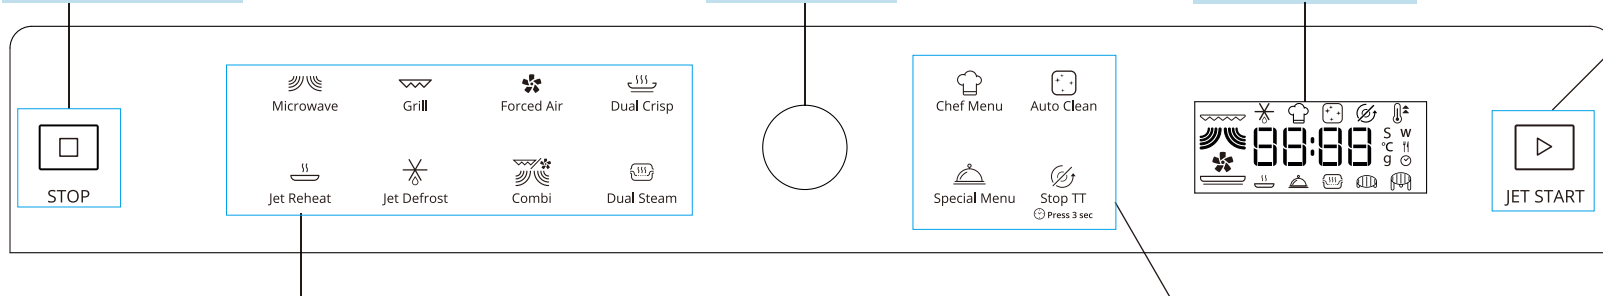 Microwave Grill Forced Air Dual Crisp
Chef Menu Auto Clean
88:88
S W
°C
g
STOP
Jet Reheat Jet Defrost Combi Dual Steam
Special Menu Stop TT
Press 3 sec
JET START